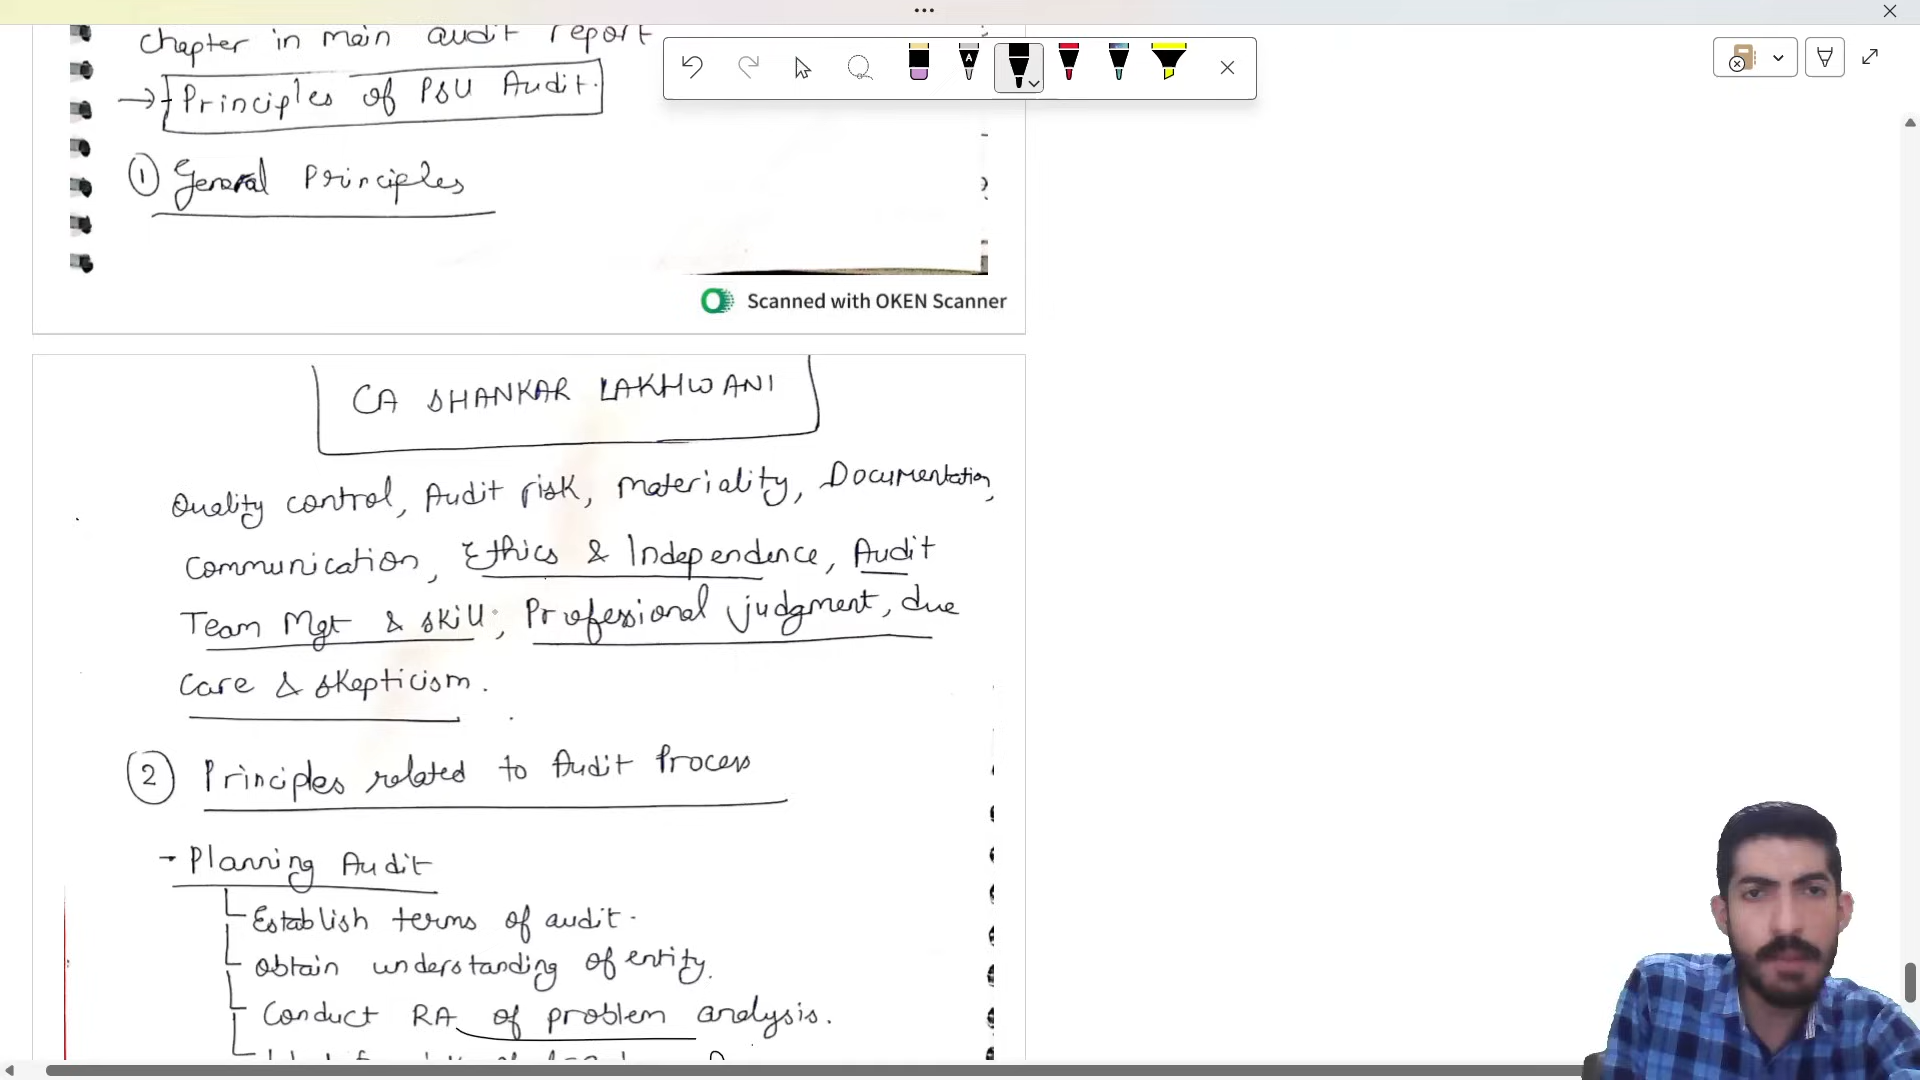 Chapter in main audit report
→ Principles of PSU Audit.
① General Principles
Scanned with OKEN Scanner
CA SHANKAR LAKHWANI
Quality control, Audit risk, Materiality, Documentation,
Communication, Ethics & Independence, Audit
Team Mgt & skill, Professional judgment, due
Care & skepticism.
② Principles related to Audit Process
- Planning Audit
Establish terms of audit.
Obtain understanding of entity.
Conduct RA of problem analysis.